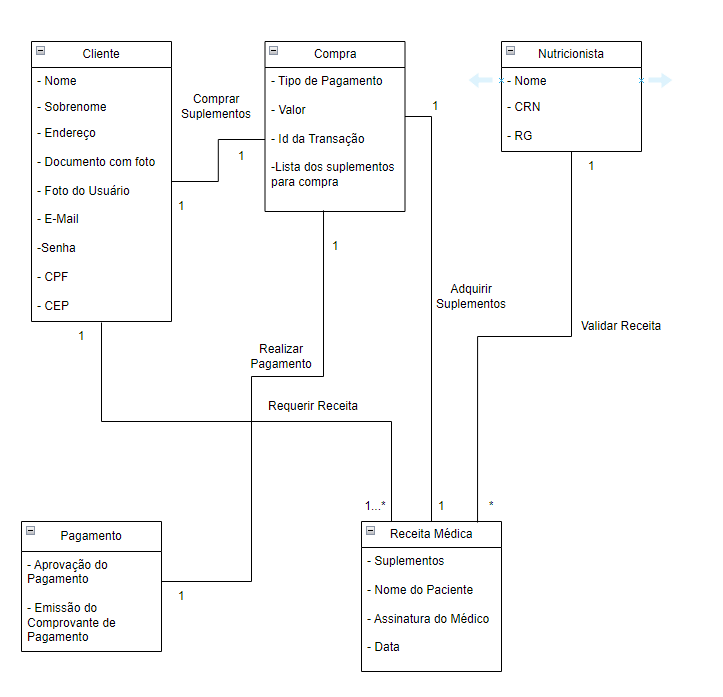 Cliente
- Nome
- Sobrenome
- Endereço
- Documento com foto
- Foto do Usuário
- E-Mail
-Senha
- CPF
- CEP
1
Comprar
Suplementos
1
1
Compra
- Tipo de Pagamento
- Valor
- Id da Transação
-Lista dos suplementos
para compra
1
1
Nutricionista
- Nome
- CRN
- RG
1
Adquirir
Suplementos
Validar Receita
Realizar
Pagamento
Requerir Receita
1...*
1
*
Pagamento
- Aprovação do
Pagamento
- Emissão do
Comprovante de
Pagamento
1
Receita Médica
- Suplementos
- Nome do Paciente
- Assinatura do Médico
- Data